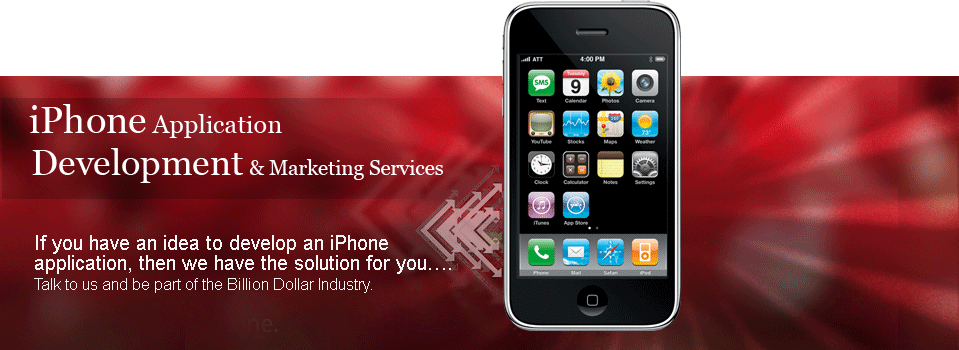 iPhone Application
Development & Marketing Services
If you have an idea to develop an iPhone
application, then we have the solution for you....
Talk to us and be part of the Billion Dollar Industry.
ne.
ATT 4:00 PM
SMS
Tuesday
9
280
73°
Text Calendar Photos Camera
YouTube Stocks Maps Weather
Clock Calculator Notes Settings
iTunes App Store
Phone Mail Safari iPod